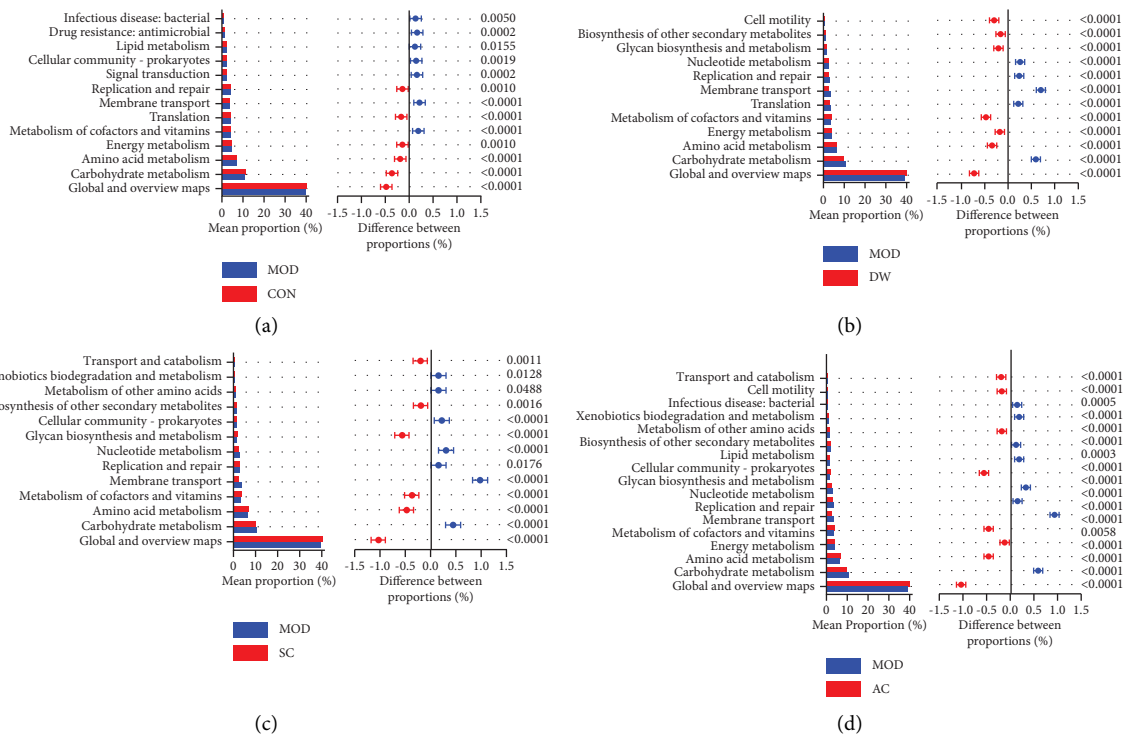 Infectious disease: bacterial 0.0050
Drug resistance: antimicrobial 0.0002
Lipid metabolism 0.0155
Cellular community - prokaryotes 0.0019
Signal transduction 0.0002
Replication and repair 0.0010
Membrane transport <0.0001
Translation <0.0001
Metabolism of cofactors and vitamins <0.0001
Energy metabolism 0.0010
Amino acid metabolism <0.0001
Carbohydrate metabolism <0.0001
Global and overview maps <0.0001
0 10 20 30 40 -1.5 -1.0 -0.5 0.0 0.5 1.0 1.5
Mean proportion (%) Difference between
proportions (%)
MOD
CON
(a)
Cell motility <0.0001
Biosynthesis of other secondary metabolites <0.0001
Glycan biosynthesis and metabolism <0.0001
Nucleotide metabolism <0.0001
Replication and repair <0.0001
Membrane transport <0.0001
Translation <0.0001
Metabolism of cofactors and vitamins <0.0001
Energy metabolism <0.0001
Amino acid metabolism <0.0001
Carbohydrate metabolism <0.0001
Global and overview maps <0.0001
0 10 20 30 40 -1.5 -1.0 -0.5 0.0 0.5 1.0 1.5
Mean proportion (%) Difference between
proportions (%)
MOD
DW
(b)
Transport and catabolism 0.0011
nobiotics biodegradation and metabolism 0.0128
Metabolism of other amino acids 0.0488
osynthesis of other secondary metabolites 0.0016
Cellular community - prokaryotes <0.0001
Glycan biosynthesis and metabolism <0.0001
Nucleotide metabolism <0.0001
Replication and repair 0.0176
Membrane transport <0.0001
Metabolism of cofactors and vitamins <0.0001
Amino acid metabolism <0.0001
Carbohydrate metabolism <0.0001
Global and overview maps <0.0001
0 10 20 30 40 -1.5 -1.0 -0.5 0.0 0.5 1.0 1.5
Mean proportion (%) Difference between
proportions (%)
MOD
SC
(c)
Transport and catabolism <0.0001
Cell motility <0.0001
Infectious disease: bacterial 0.0005
Xenobiotics biodegradation and metabolism <0.0001
Metabolism of other amino acids <0.0001
Biosynthesis of other secondary metabolites <0.0001
Lipid metabolism 0.0003
Cellular community - prokaryotes <0.0001
Glycan biosynthesis and metabolism <0.0001
Nucleotide metabolism <0.0001
Replication and repair <0.0001
Membrane transport <0.0001
Metabolism of cofactors and vitamins 0.0058
Energy metabolism <0.0001
Amino acid metabolism <0.0001
Carbohydrate metabolism <0.0001
Global and overview maps <0.0001
0 10 20 30 40 -1.5 -1.0 -0.5 0.0 0.5 1.0 1.5
Mean Proportion (%) Difference between
proportions (%)
MOD
AC
(d)